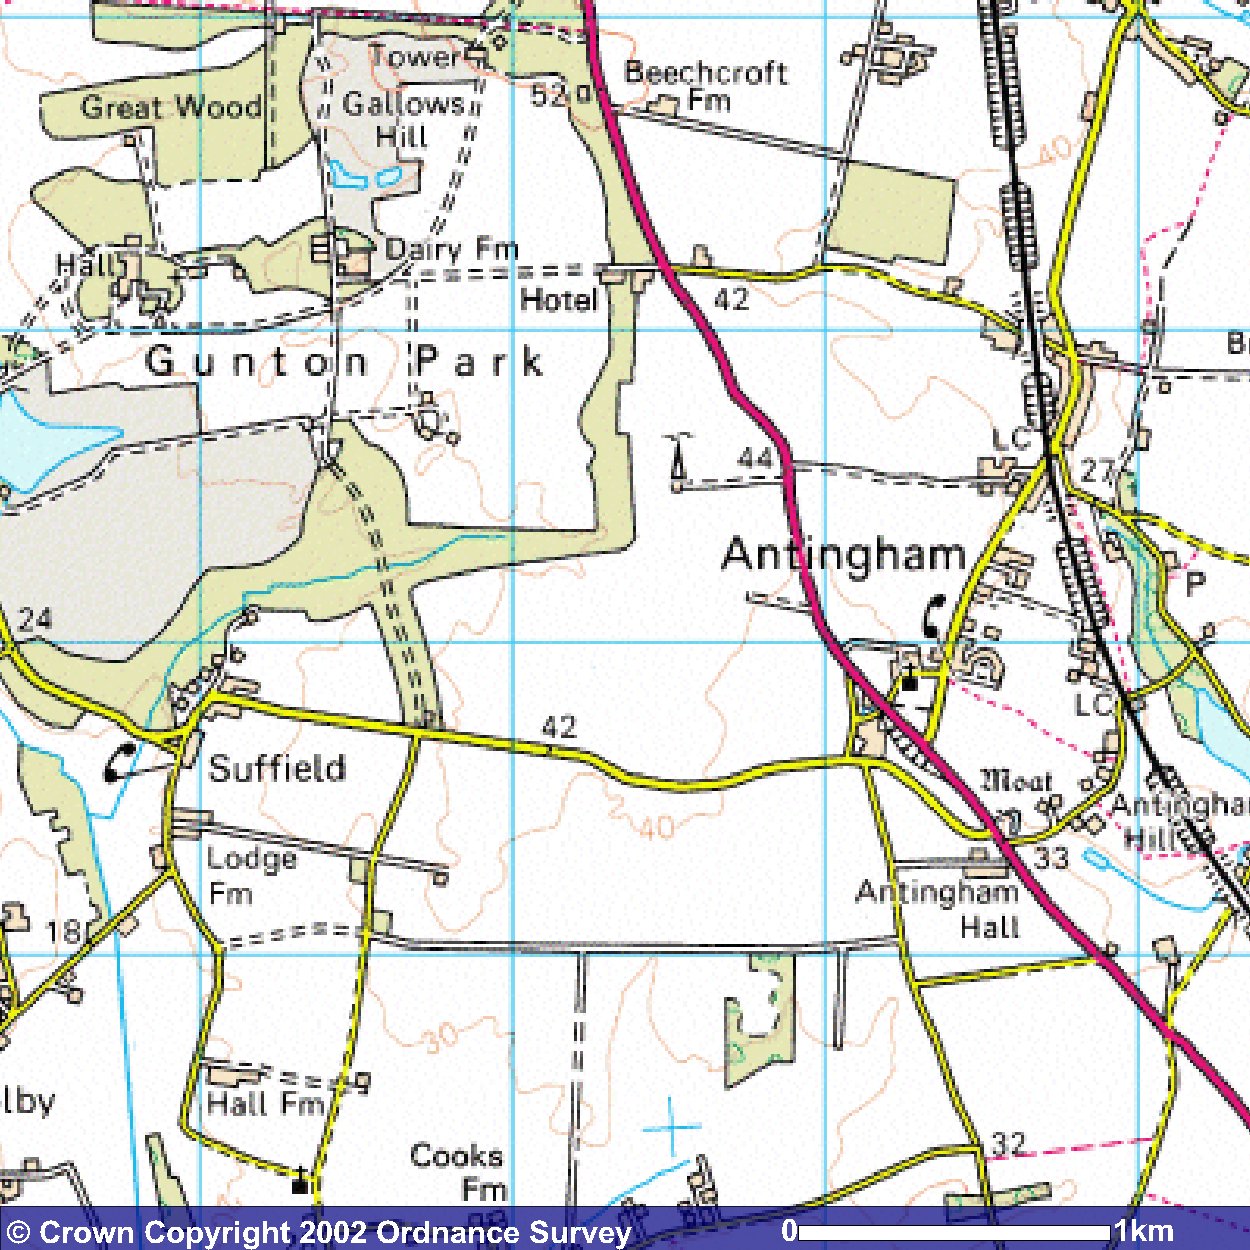 Tower
Beechcroft
Fm
52
Great Wood
Gallows
Hill
40
Hall
Dairy Fm
Hotel
42
Gunton Park
LC
44
27
Antingham
P
24
LC
42
Suffield
Moat
40
Antingha
Hill
Lodge
Fm
33
Antingham
Hall
18
30
lby
Hall Fm
Cooks
Fm
32
© Crown Copyright 2002 Ordnance Survey
0 1km